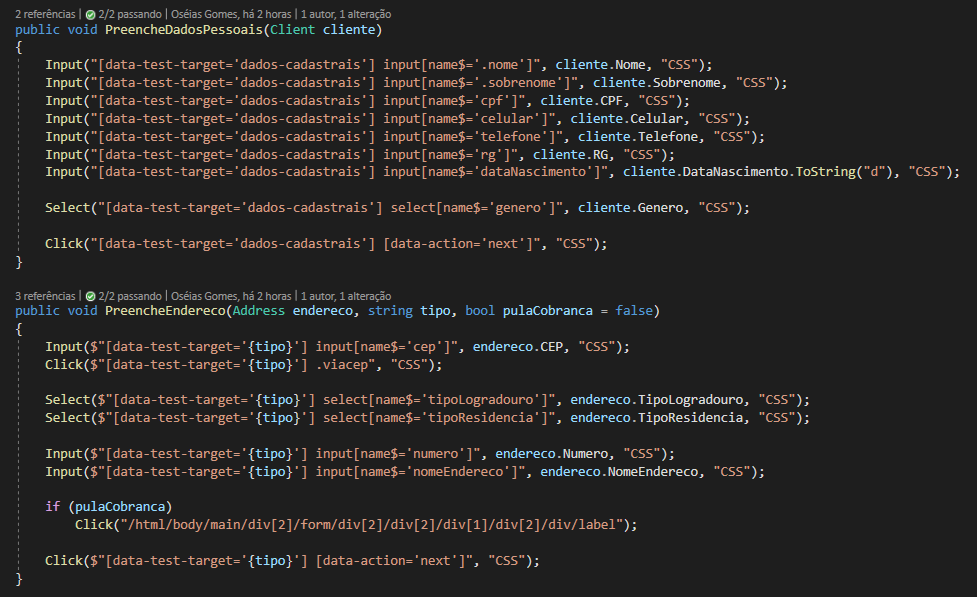 2 referências | 2/2 passando | Oséias Gomes, há 2 horas | 1 autor, 1 alteração
public void PreencheDadosPessoais(Client cliente)
{
    Input("[data-test-target='dados-cadastrais'] input[name$='.nome']", cliente.Nome, "CSS");
    Input("[data-test-target='dados-cadastrais'] input[name$='.sobrenome']", cliente.Sobrenome, "CSS");
    Input("[data-test-target='dados-cadastrais'] input[name$='cpf']", cliente.CPF, "CSS");
    Input("[data-test-target='dados-cadastrais'] input[name$='celular']", cliente.Celular, "CSS");
    Input("[data-test-target='dados-cadastrais'] input[name$='telefone']", cliente.Telefone, "CSS");
    Input("[data-test-target='dados-cadastrais'] input[name$='rg']", cliente.RG, "CSS");
    Input("[data-test-target='dados-cadastrais'] input[name$='dataNascimento']", cliente.DataNascimento.ToString("d"), "CSS");
    Select("[data-test-target='dados-cadastrais'] select[name$='genero']", cliente.Genero, "CSS");
    Click("[data-test-target='dados-cadastrais'] [data-action='next']", "CSS");
}
3 referências | 2/2 passando | Oséias Gomes, há 2 horas | 1 autor, 1 alteração
public void PreencheEndereco(Address endereco, string tipo, bool pulaCobranca = false)
{
    Input($"[data-test-target='{tipo}'] input[name$='cep']", endereco.CEP, "CSS");
    Click($"[data-test-target='{tipo}'] .viacep", "CSS");
    Select($"[data-test-target='{tipo}'] select[name$='tipoLogradouro']", endereco.TipoLogradouro, "CSS");
    Select($"[data-test-target='{tipo}'] select[name$='tipoResidencia']", endereco.TipoResidencia, "CSS");
    Input($"[data-test-target='{tipo}'] input[name$='numero']", endereco.Numero, "CSS");
    Input($"[data-test-target='{tipo}'] input[name$='nomeEndereco']", endereco.NomeEndereco, "CSS");
    if (pulaCobranca)
        Click("/html/body/main/div[2]/form/div[2]/div[2]/div[1]/div[2]/div/label");
    Click($"[data-test-target='{tipo}'] [data-action='next']", "CSS");
}